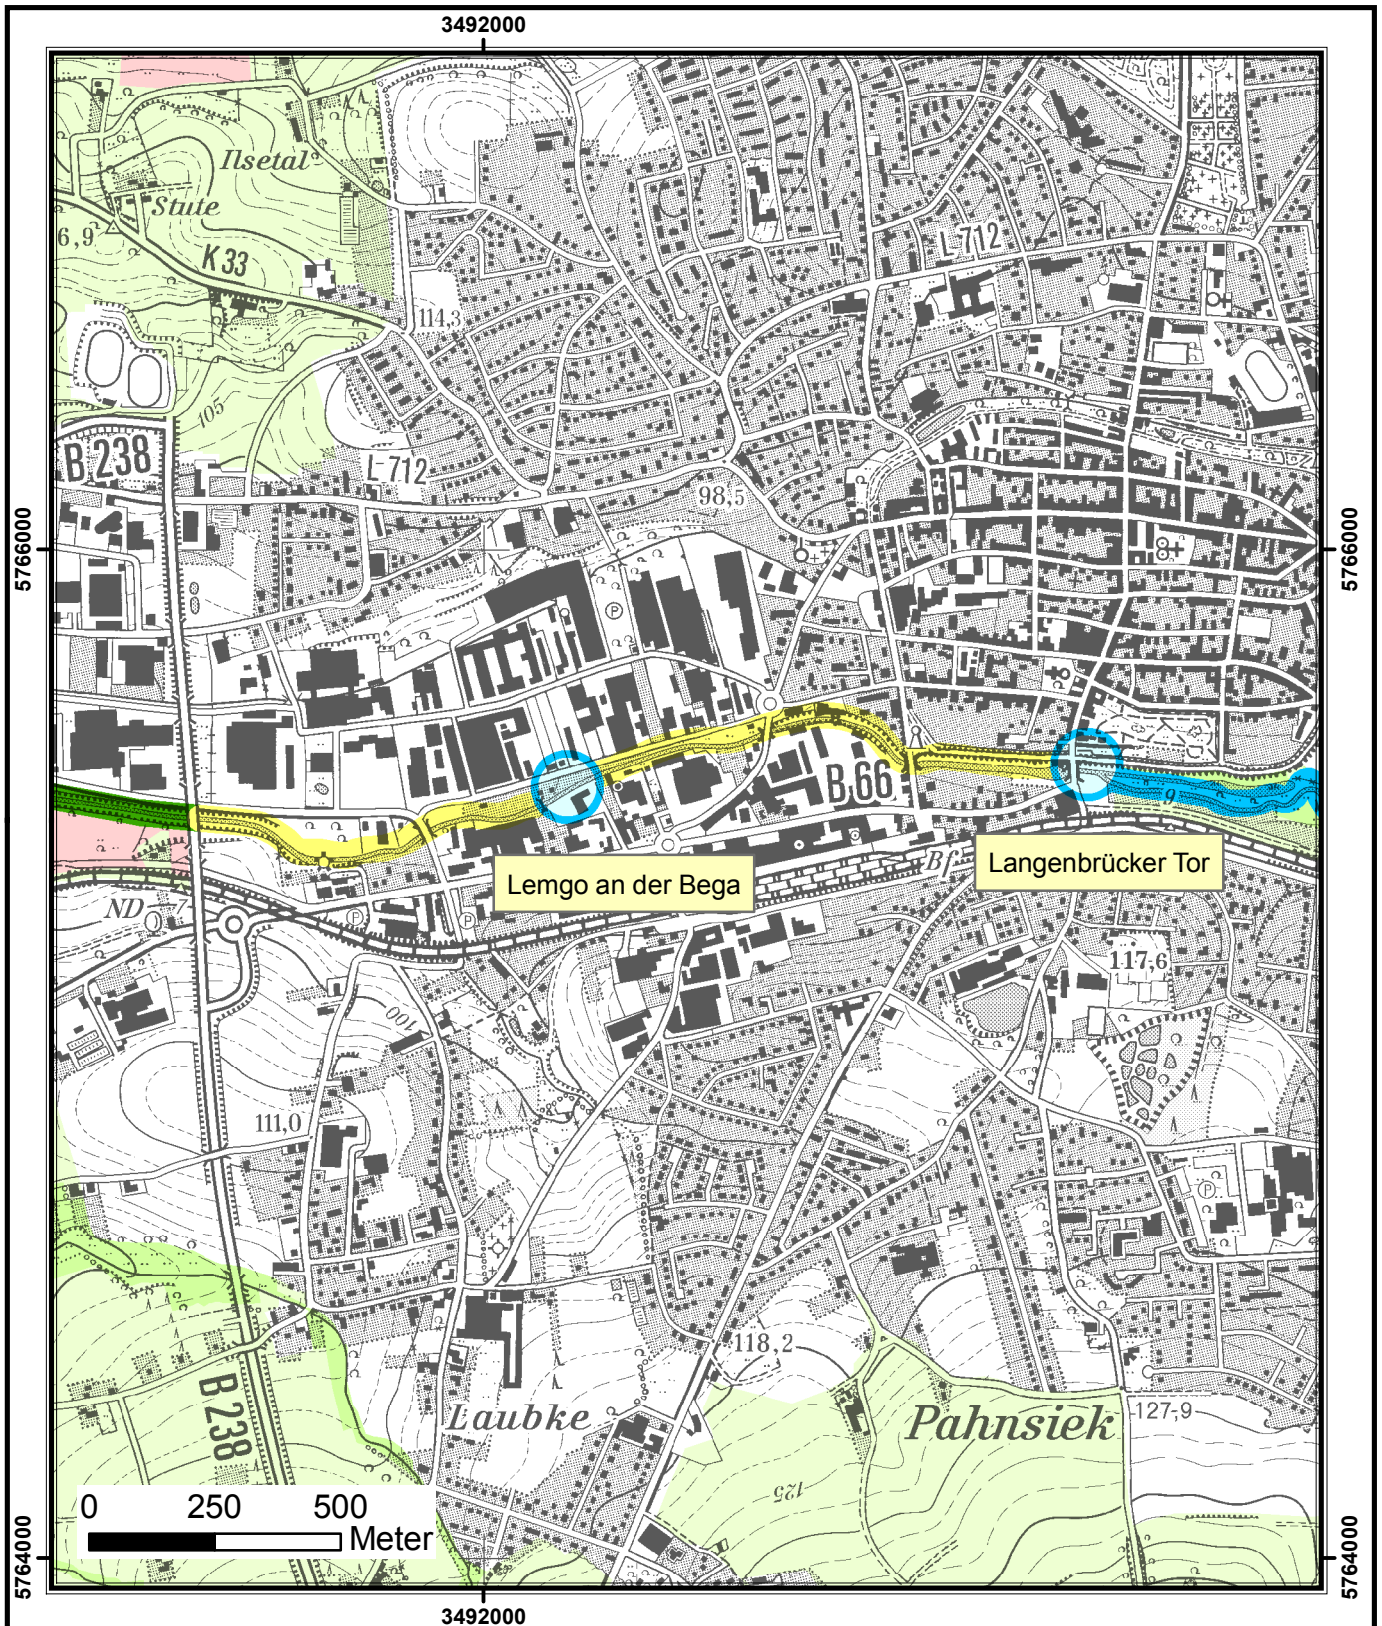 3492000
Ilsetal
Stute
6,9
K 33
L 712
114,3
105
B 238
L 712
98,5
5766000
5766000
P
B 66
9
Bf
Langenbrücker Tor
Lemgo an der Bega
ND
P
P
117,6
100
111,0
P
118,2
B 238
Laubke
Pahnsiek
127,9
125
0 250 500
Meter
5764000
5764000
3492000